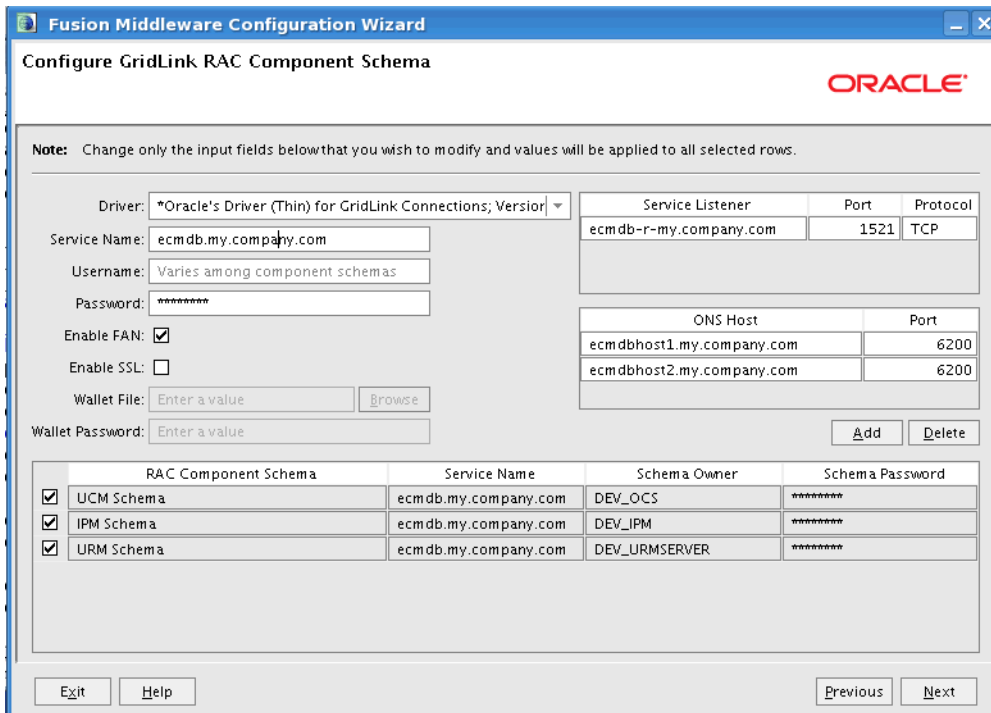 Fusion Middleware Configuration Wizard
Configure GridLink RAC Component Schema
ORACLE
Note: Change only the input fields below that you wish to modify and values will be applied to all selected rows.
Driver: *Oracle's Driver (Thin) for GridLink Connections; Version
Service Name: ecmdb.my.company.com
Username: Varies among component schemas
Password: ********
Enable FAN:
Enable SSL:
Wallet File: Enter a value Browse
Wallet Password: Enter a value
Service Listener Port Protocol
ecmdb-r-my.company.com 1521 TCP
ONS Host Port
ecmdbhost1.my.company.com 6200
ecmdbhost2.my.company.com 6200
Add Delete
RAC Component Schema Service Name Schema Owner Schema Password
UCM Schema ecmdb.my.company.com DEV_OCS ********
IPM Schema ecmdb.my.company.com DEV_IPM ********
URM Schema ecmdb.my.company.com DEV_URMSERVER ********
Exit Help Previous Next